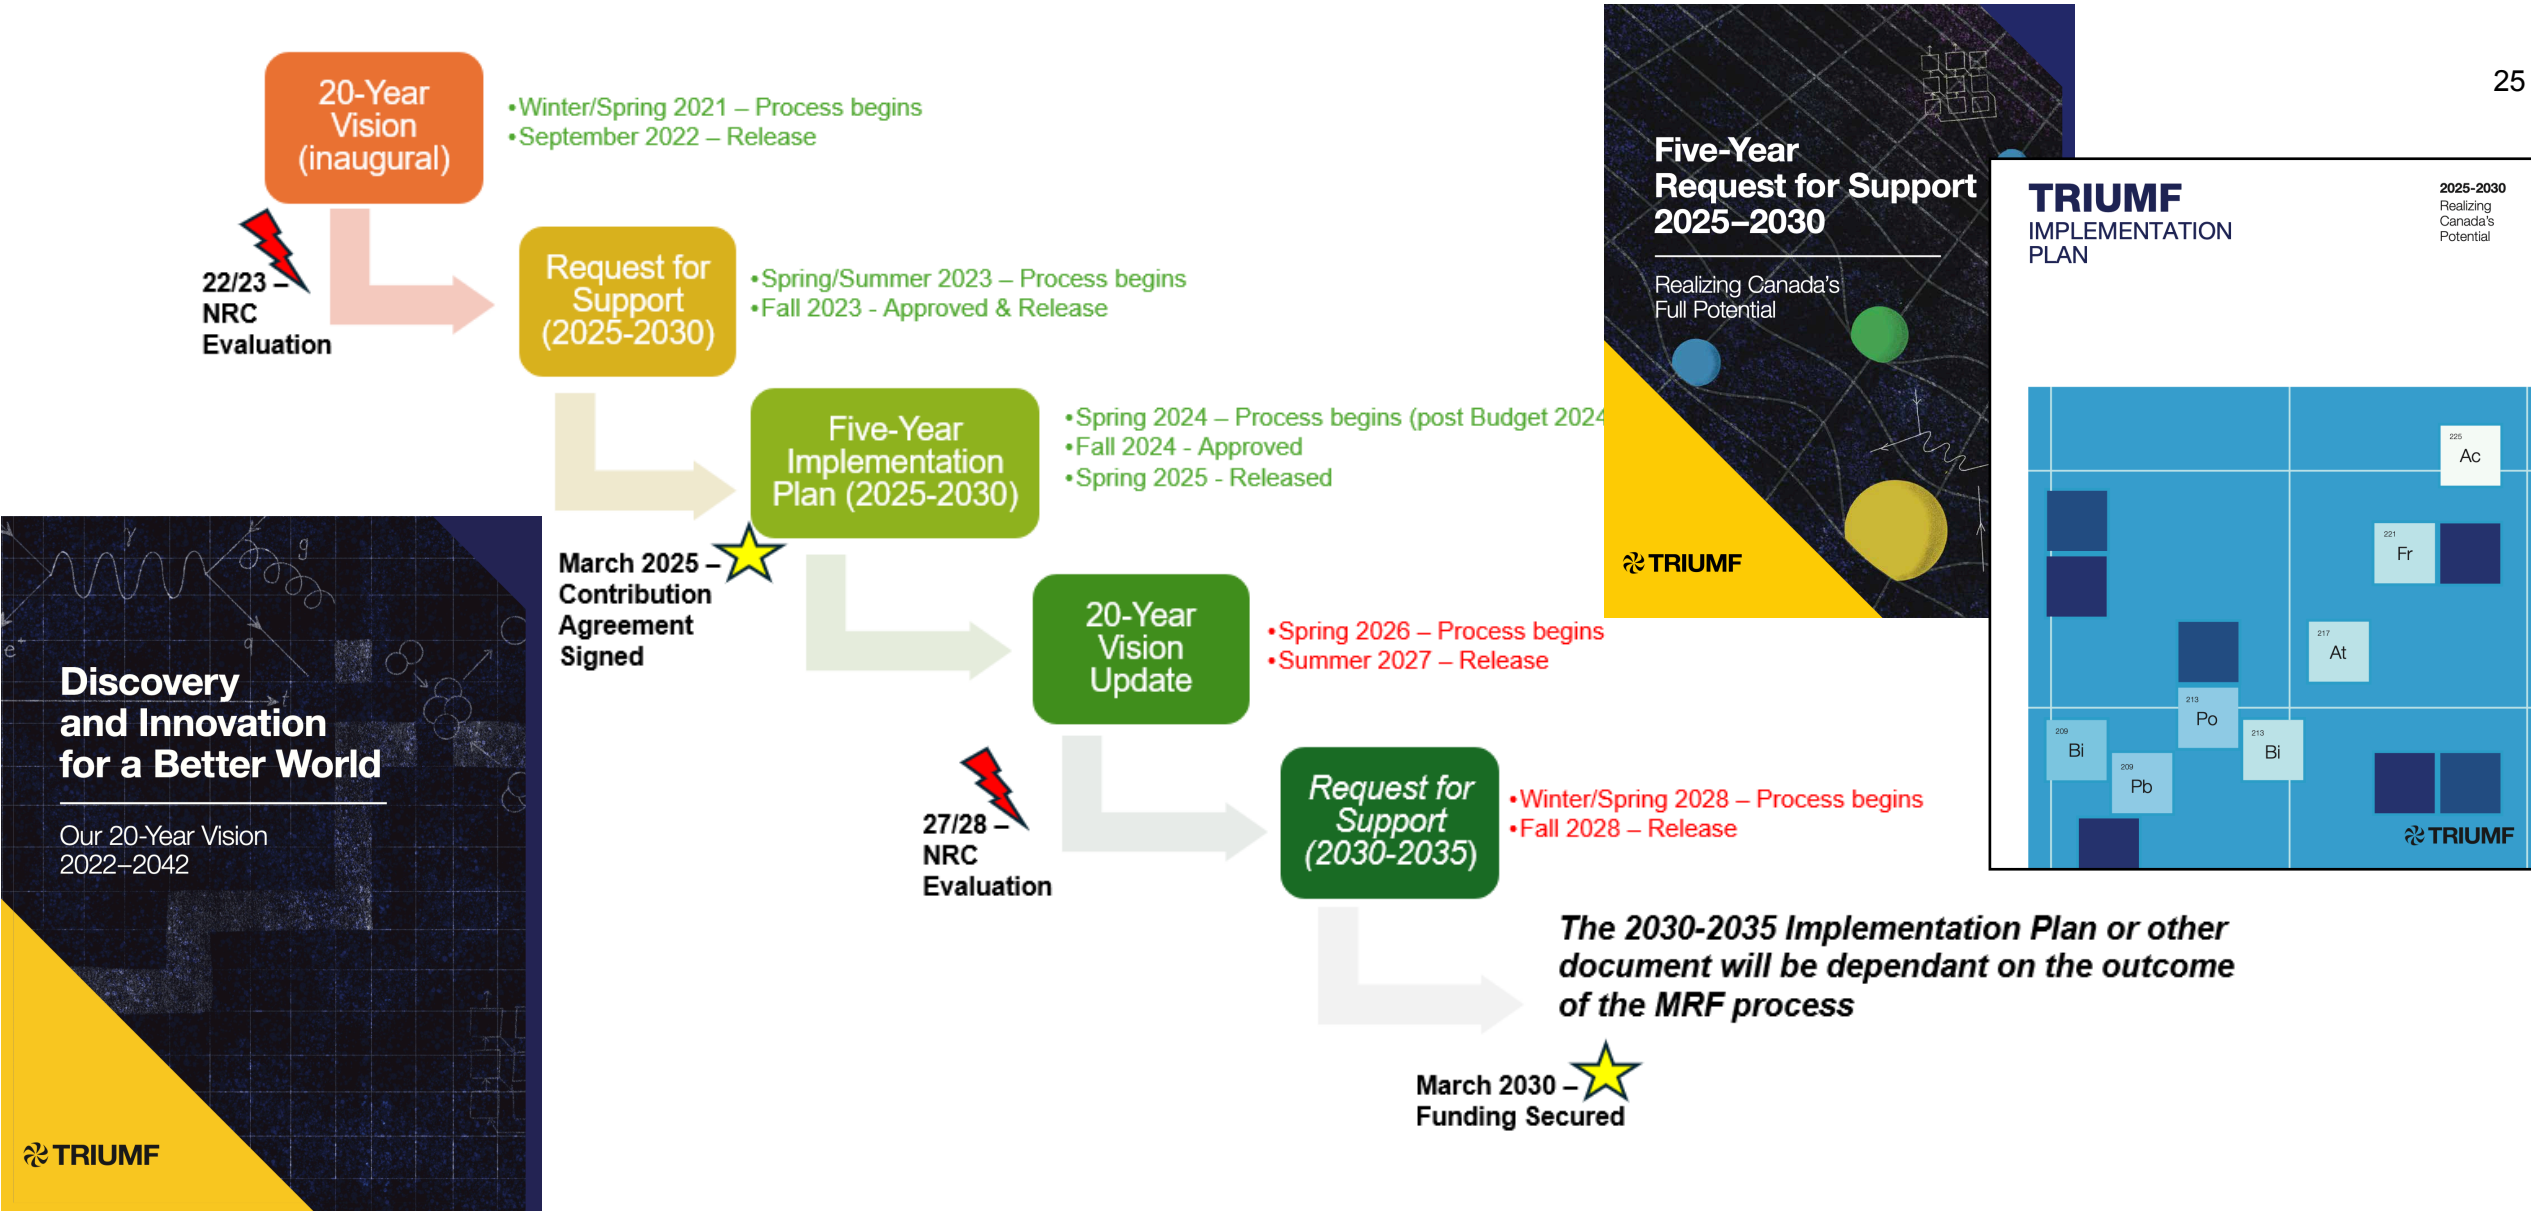 25
20-Year
Vision
(inaugural)
•Winter/Spring 2021 – Process begins
•September 2022 – Release
22/23 –
NRC
Evaluation
Request for
Support
(2025-2030)
•Spring/Summer 2023 – Process begins
•Fall 2023 - Approved & Release
Five-Year
Implementation
Plan (2025-2030)
•Spring 2024 – Process begins (post Budget 2024
•Fall 2024 - Approved
•Spring 2025 - Released
March 2025 –
Contribution
Agreement
Signed
20-Year
Vision
Update
•Spring 2026 – Process begins
•Summer 2027 – Release
27/28 –
NRC
Evaluation
Request for
Support
(2030-2035)
•Winter/Spring 2028 – Process begins
•Fall 2028 – Release
The 2030-2035 Implementation Plan or other
document will be dependant on the outcome
of the MRF process
March 2030 –
Funding Secured
γ
g
e
q
t
Discovery
and Innovation
for a Better World
Our 20-Year Vision
2022–2042
TRIUMF
Five-Year
Request for Support
2025–2030
Realizing Canada's
Full Potential
TRIUMF
TRIUMF
IMPLEMENTATION
PLAN
2025-2030
Realizing
Canada's
Potential
225
Ac
221
Fr
217
At
213
Po
209
Bi
213
Bi
209
Pb
TRIUMF